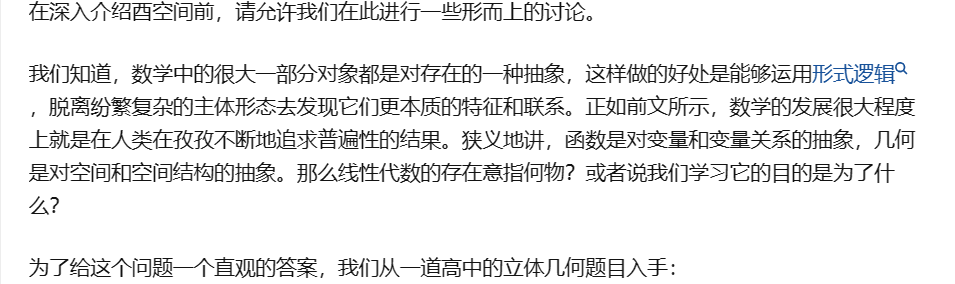 在深入介绍酉空间前，请允许我们在此进行一些形而上的讨论。
我们知道，数学中的很大一部分对象都是对存在的一种抽象，这样做的好处是能够运用形式逻辑
，脱离纷繁复杂的主体形态去发现它们更本质的特征和联系。正如前文所示，数学的发展很大程度
上就是在人类在孜孜不断地追求普遍性的结果。狭义地讲，函数是对变量和变量关系的抽象，几何
是对空间和空间结构的抽象。那么线性代数的存在意指何物？或者说我们学习它的目的是为了什
么？
为了给这个问题一个直观的答案，我们从一道高中的立体几何题目入手：